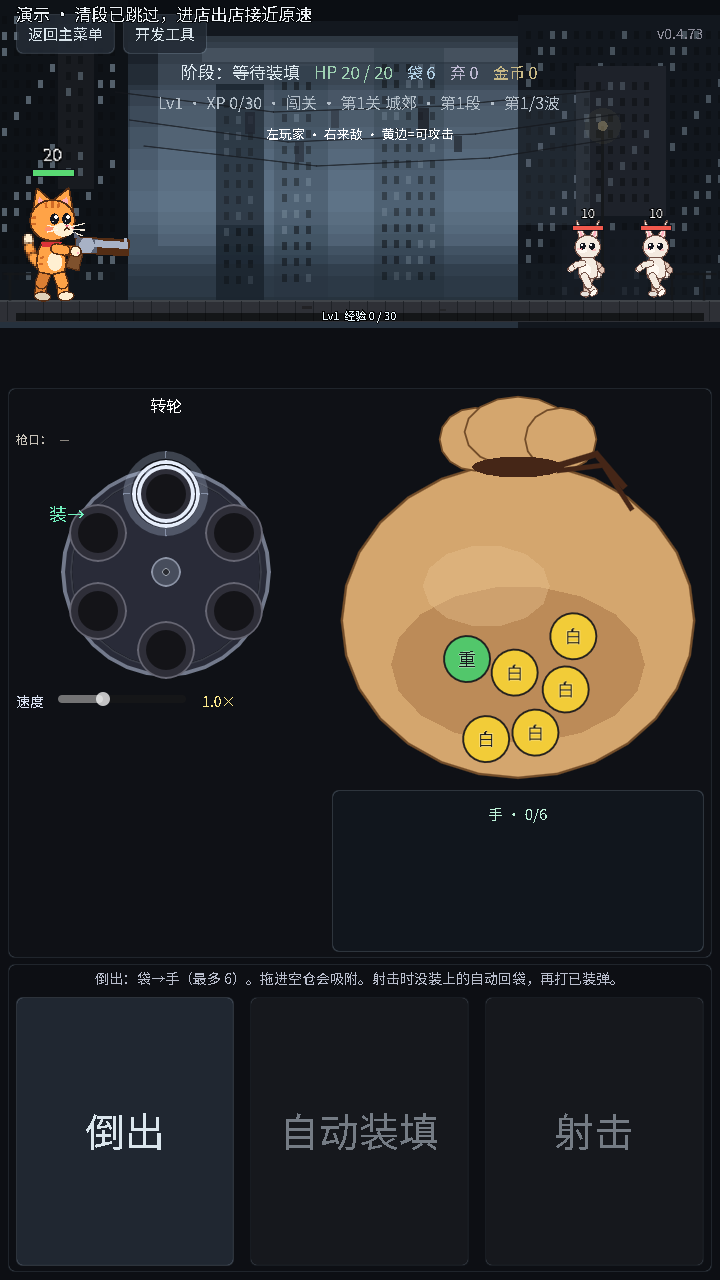 演示 · 清段已跳过，进店出店接近原速
返回主菜单 开发工具 v0.4.73
阶段：等待装填 HP 20 / 20 袋 6 弃 0 金币 0
Lv1 · XP 0/30 · 闯关 · 第1关 城郊 · 第1段 · 第1/3波
左玩家 · 右来敌 · 黄边=可攻击
20
10 10
Lv1 经验 0 / 30
转轮
枪口： —
装→
速度 1.0×
重 白 白 白 白 白
手 · 0/6
倒出：袋→手（最多 6）。拖进空仓会吸附。射击时没装上的自动回袋，再打已装弹。
倒出 自动装填 射击